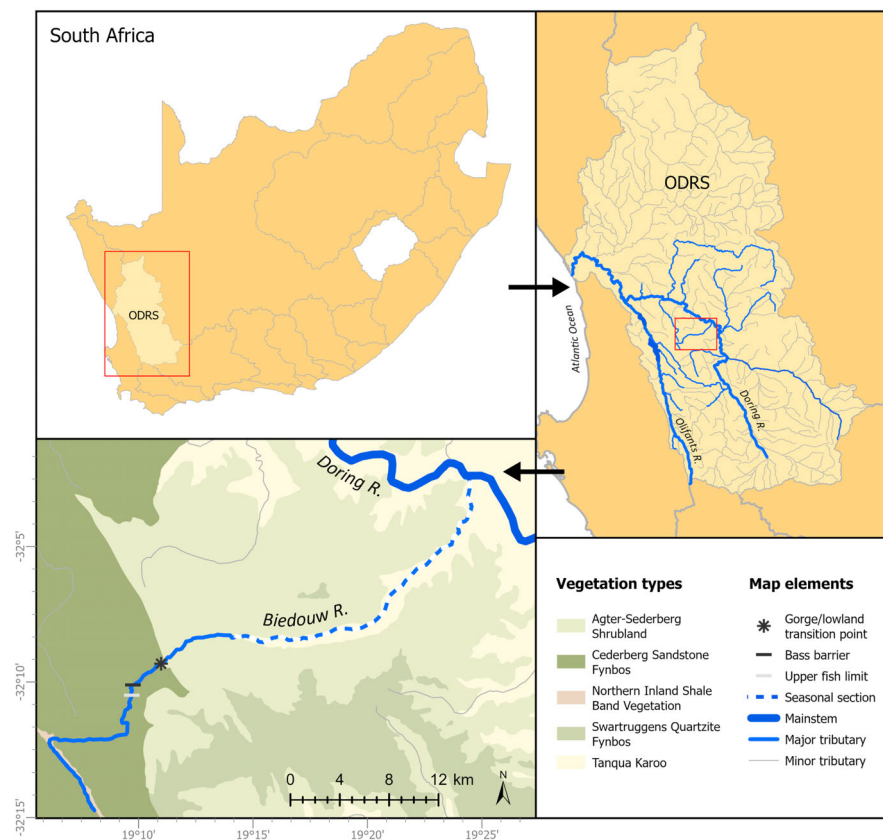 South Africa
ODRS
ODRS
Atlantic Ocean
Olifants R.
Doring R.
Doring R.
Biedouw R.
-32°5'
-32°10'
-32°15'
19°10'
19°15'
19°20'
19°25'
0 4 8 12 km
N
Vegetation types
Agter-Sederberg
Shrubland
Cederberg Sandstone
Fynbos
Northern Inland Shale
Band Vegetation
Swartruggens Quartzite
Fynbos
Tanqua Karoo
Map elements
Gorge/lowland
transition point
Bass barrier
Upper fish limit
Seasonal section
Mainstem
Major tributary
Minor tributary